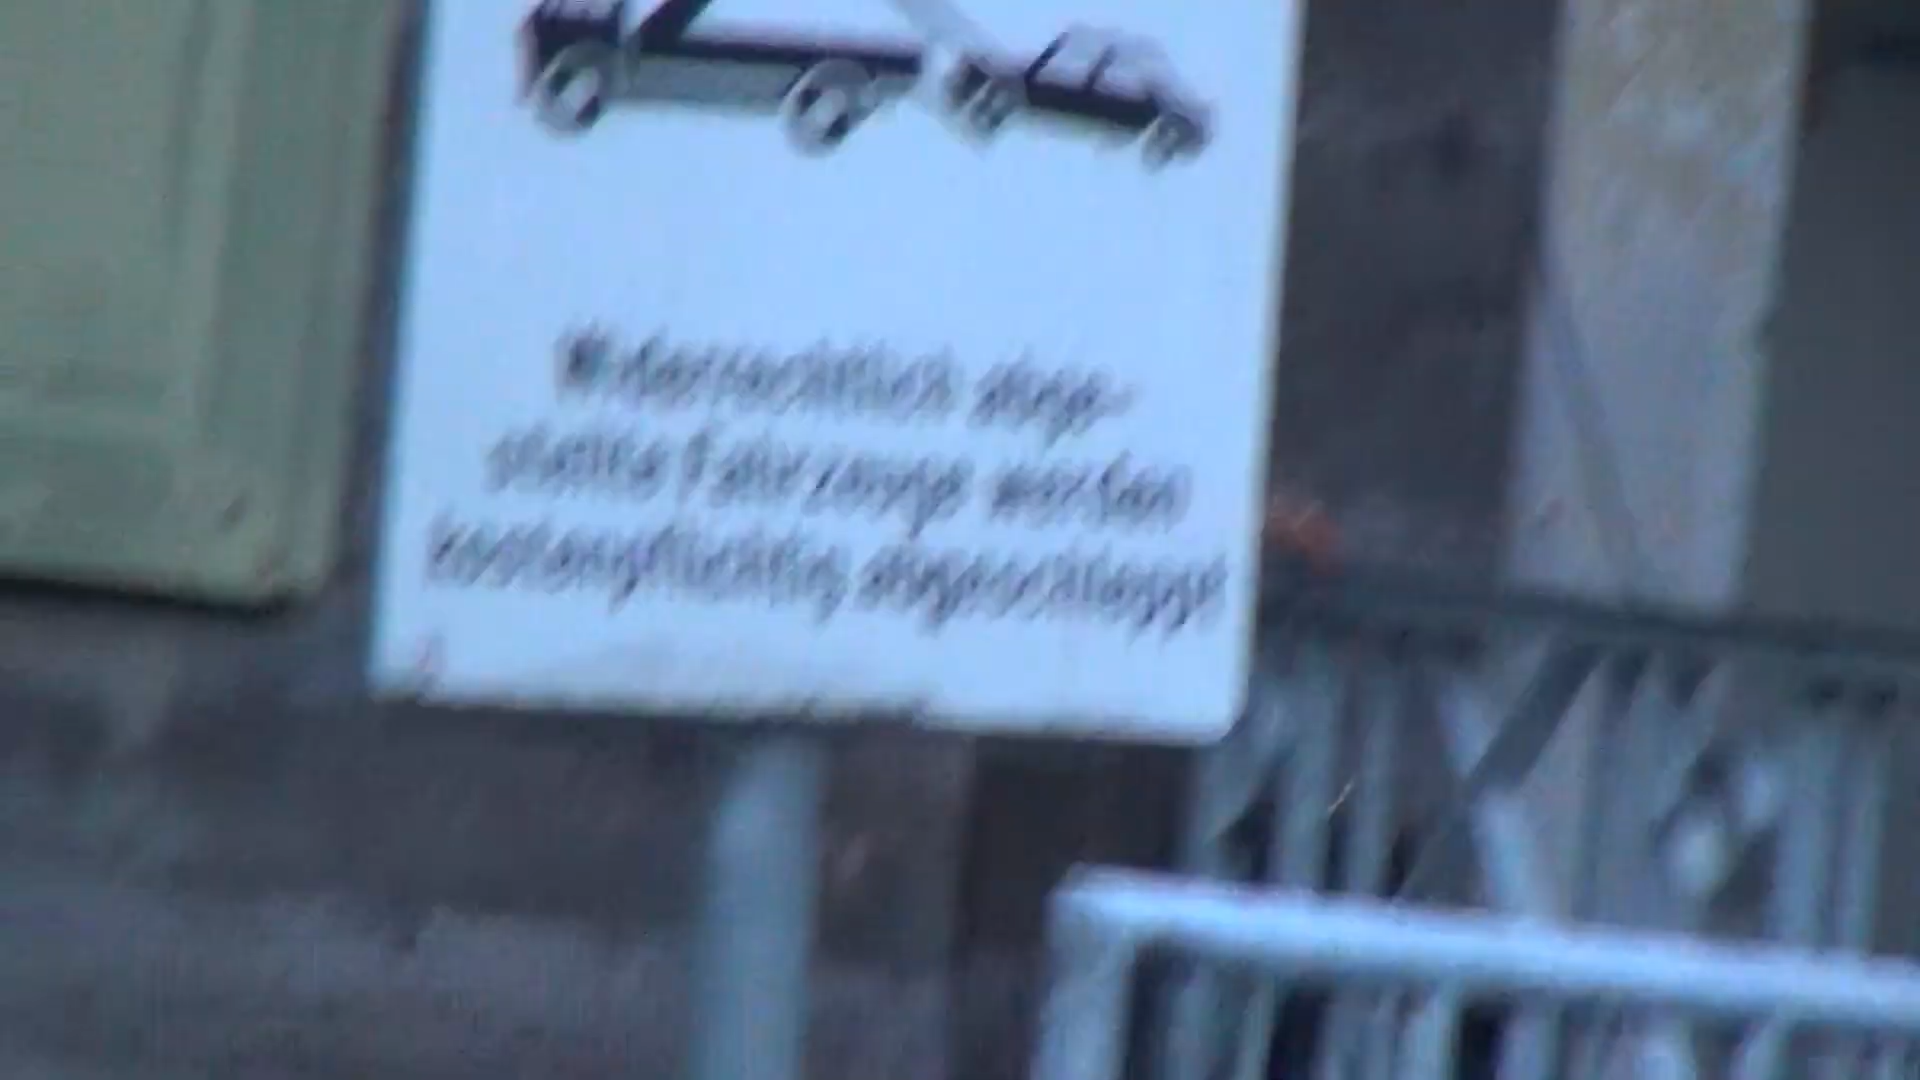 Widerrechtlich abge-
stellte Fahrzeuge werden
kostenpflichtig abgeschleppt